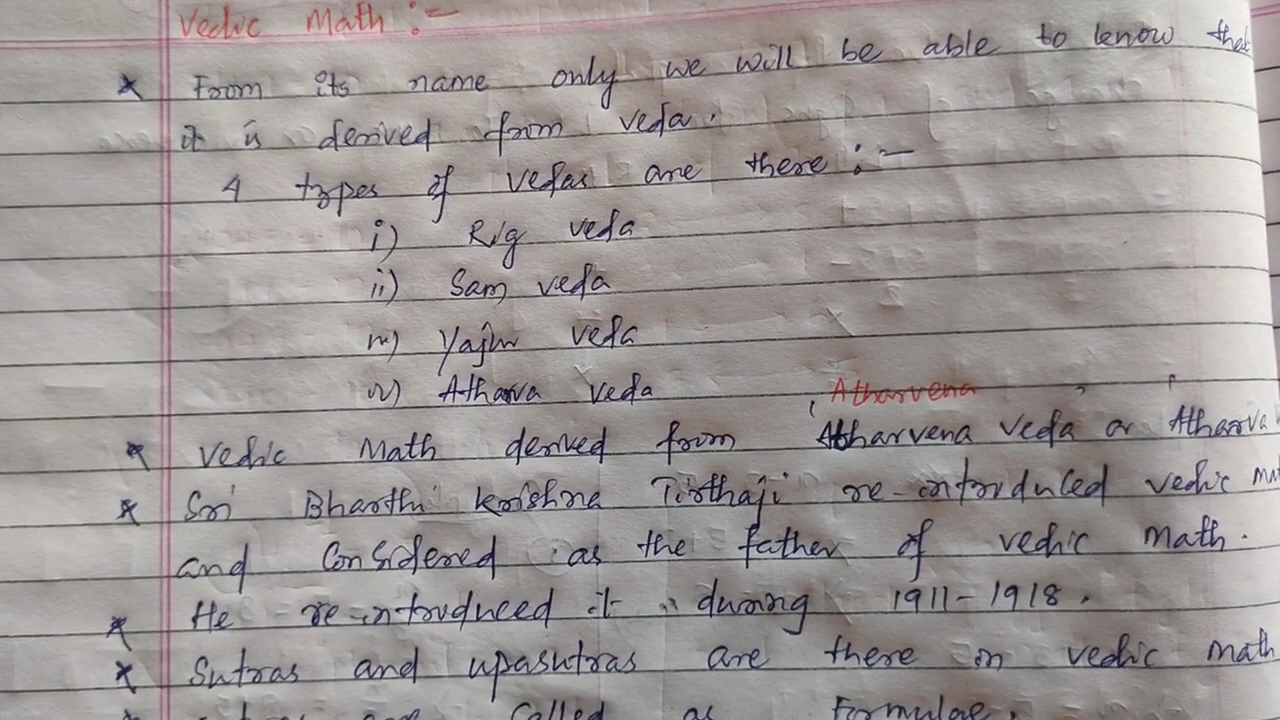 Vedic Math :-
* From its name only we will be able to know that
it is derived from veda.
4 types of vedas are there :-
i) Rig veda
ii) Sam veda
iii) Yajur veda
iv) Atharva veda
Atharvena
* Vedic Math derived from 'Atharvena Veda' or 'Atharva
* Sri Bharthi Krishna Tirthaji re-introduced vedic
and Considered as the father of vedic math.
* He re-introduced it during 1911-1918.
* Sutras and upasutras are there in vedic math
called as Formulae.